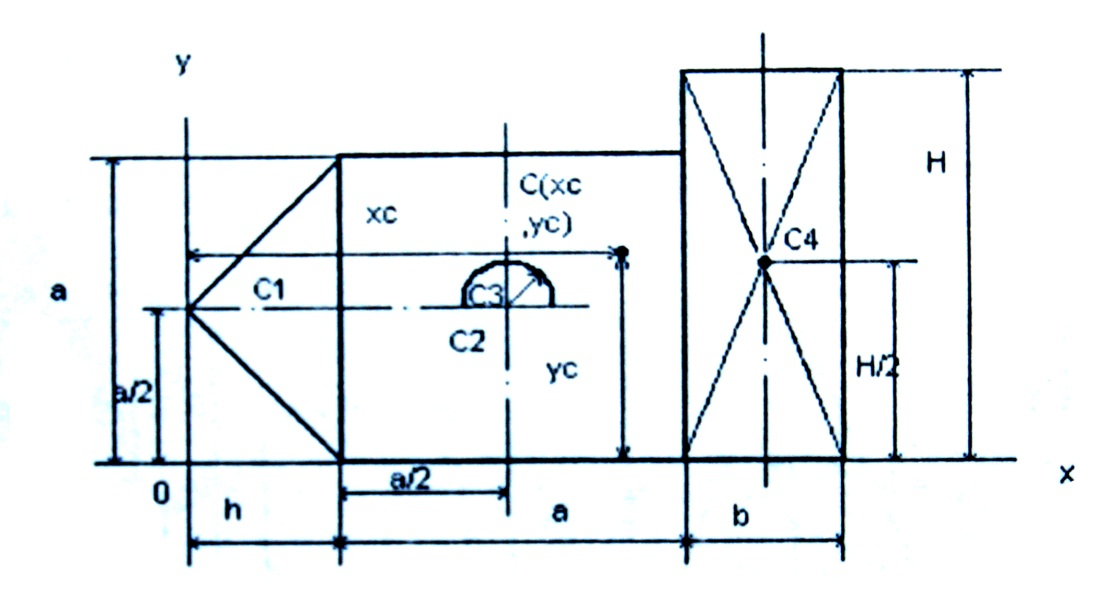 y
H
C(xc
,yc)
xc
C4
a
C1
C3
C2
H/2
yc
a/2
x
0
a/2
h
a
b